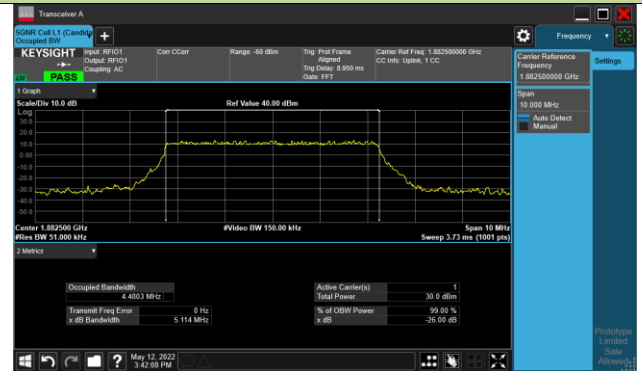 Transceiver A
5GNR Cell L1 (Candid
Occupied BW
Frequency
KEYSIGHT
Input: RFIO1
Output: RFIO1
Coupling: AC
Corr CCorr
Range: -60 dBm
Trig: Prot Frame
Aligned
Trig Delay: 8.950 ms
Gate: FFT
Carrier Ref Freq: 1.882500000 GHz
CC Info: Uplink, 1 CC
PASS
Carrier Reference
Frequency
1.882500000 GHz
Settings
Span
10.000 MHz
Auto Detect
Manual
1 Graph
Scale/Div 10.0 dB
Ref Value 40.00 dBm
Log
30.0
20.0
10.0
0.00
-10.0
-20.0
-30.0
-40.0
-50.0
Center 1.882500 GHz
#Video BW 150.00 kHz
Span 10 MHz
#Res BW 51.000 kHz
Sweep 3.73 ms (1001 pts)
2 Metrics
Occupied Bandwidth
4.4803 MHz
Active Carrier(s) 1
Total Power 30.0 dBm
Transmit Freq Error 0 Hz
x dB Bandwidth 5.114 MHz
% of OBW Power 99.00 %
x dB -26.00 dB
Prototype
Limited
Sale
Allowed
May 12, 2022
3:42:08 PM